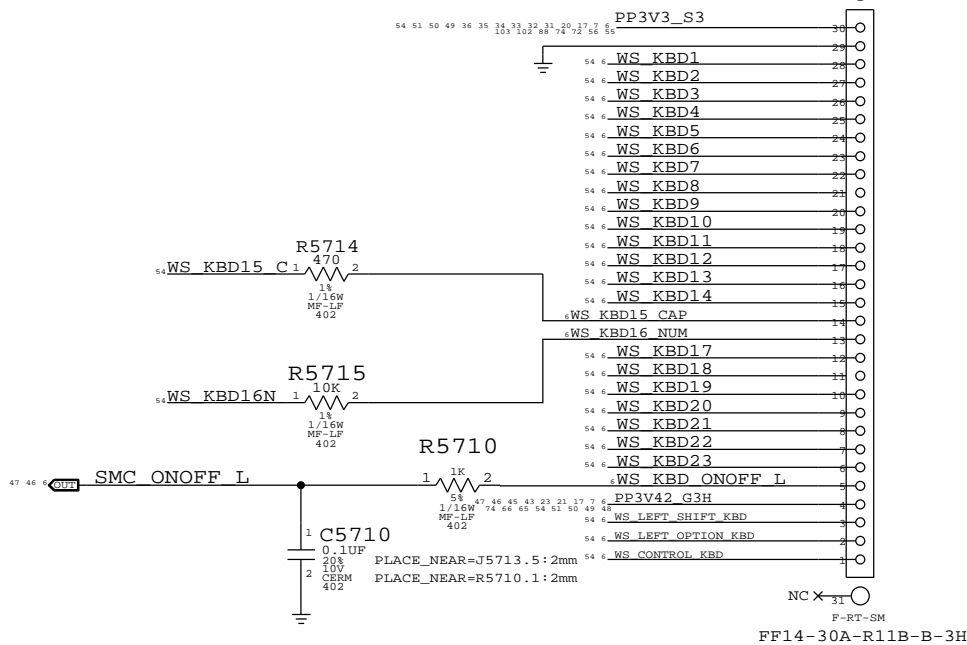 PP3V3_S3
54 51 50 49 36 35 34 33 32 31 20 17 7 6
103 102 88 74 72 56 55
30
29
54 6 WS_KBD1 28
54 6 WS_KBD2 27
54 6 WS_KBD3 26
54 6 WS_KBD4 25
54 6 WS_KBD5 24
54 6 WS_KBD6 23
54 6 WS_KBD7 22
54 6 WS_KBD8 21
54 6 WS_KBD9 20
54 6 WS_KBD10 19
54 6 WS_KBD11 18
54 6 WS_KBD12 17
54 6 WS_KBD13 16
54 6 WS_KBD14 15
R5714
470
54 WS_KBD15_C 1 2
1%
1/16W
MF-LF
402
6 WS_KBD15_CAP 14
6 WS_KBD16_NUM 13
54 6 WS_KBD17 12
54 6 WS_KBD18 11
54 6 WS_KBD19 10
54 6 WS_KBD20 9
54 6 WS_KBD21 8
54 6 WS_KBD22 7
54 6 WS_KBD23 6
R5715
10K
54 WS_KBD16N 1 2
1%
1/16W
MF-LF
402
R5710
1K
47 46 6 OUT SMC_ONOFF_L 1 2 6 WS_KBD_ONOFF_L 5
5%
1/16W
MF-LF
402
47 46 45 43 23 21 17 7 6 PP3V42_G3H 4
74 66 65 54 51 50 49 48
54 6 WS_LEFT_SHIFT_KBD 3
54 6 WS_LEFT_OPTION_KBD 2
54 6 WS_CONTROL_KBD 1
1 C5710
0.1UF
20%
10V
2 CERM
402
PLACE_NEAR=J5713.5:2mm
PLACE_NEAR=R5710.1:2mm
NC 31
F-RT-SM
FF14-30A-R11B-B-3H